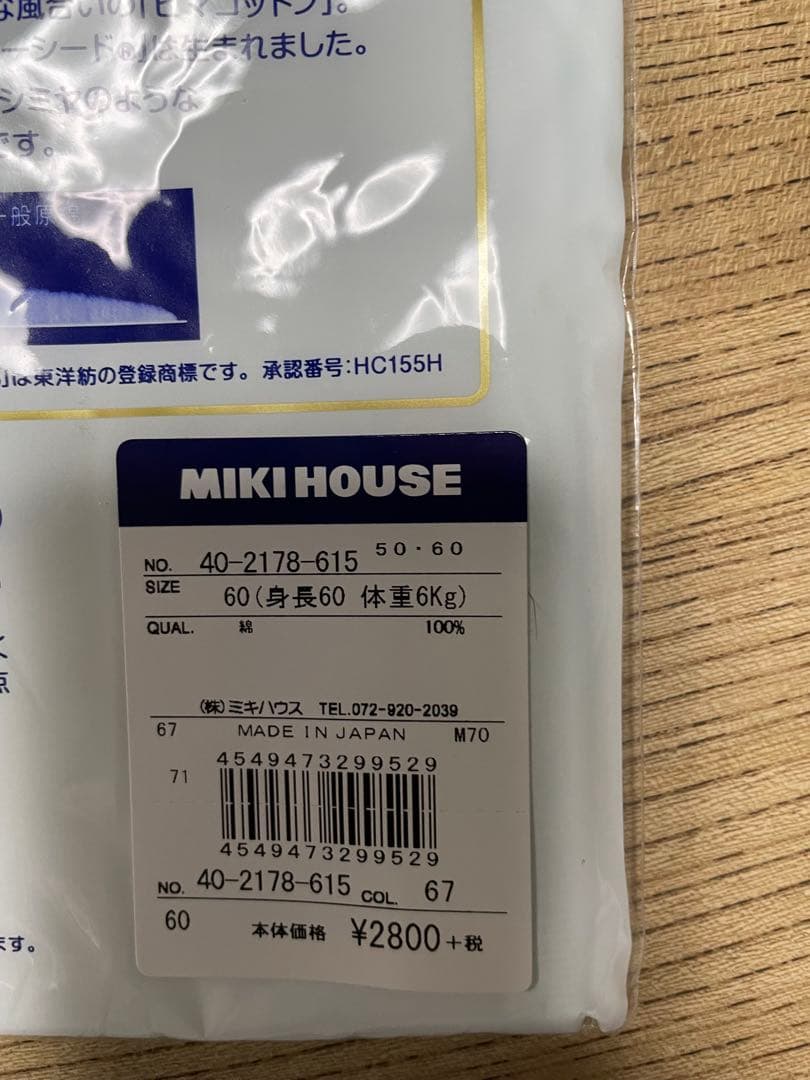 な風合いの「ピマコットン」。
ーシード®」は生まれました。
シミヤのような
です。
一般原綿
」は東洋紡の登録商標です。承認番号:HC155H
MIKI HOUSE
NO. 40-2178-615 50・60
SIZE 60(身長60 体重6Kg)
QUAL. 綿 100%
(株)ミキハウス TEL.072-920-2039
67 MADE IN JAPAN M70
4549473299529
71
4549473299529
NO. 40-2178-615 COL. 67
60 本体価格 ¥2800+税
ます。